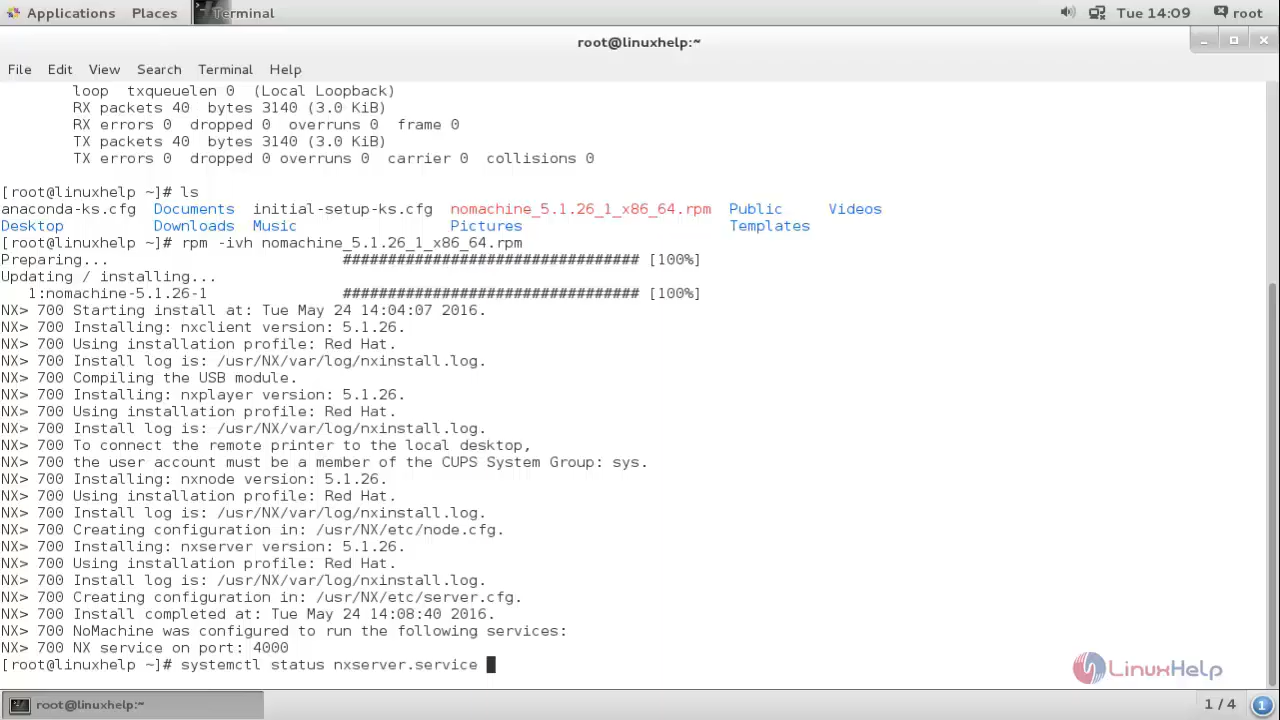 Applications Places Terminal Tue 14:09 root
root@linuxhelp:~
File Edit View Search Terminal Help
loop txqueuelen 0 (Local Loopback)
RX packets 40 bytes 3140 (3.0 KiB)
RX errors 0 dropped 0 overruns 0 frame 0
TX packets 40 bytes 3140 (3.0 KiB)
TX errors 0 dropped 0 overruns 0 carrier 0 collisions 0
[root@linuxhelp ~]# ls
anaconda-ks.cfg Documents initial-setup-ks.cfg nomachine_5.1.26_1_x86_64.rpm Public Videos
Desktop Downloads Music Pictures Templates
[root@linuxhelp ~]# rpm -ivh nomachine_5.1.26_1_x86_64.rpm
Preparing... ################################# [100%]
Updating / installing...
1:nomachine-5.1.26-1 ################################# [100%]
NX> 700 Starting install at: Tue May 24 14:04:07 2016.
NX> 700 Installing: nxclient version: 5.1.26.
NX> 700 Using installation profile: Red Hat.
NX> 700 Install log is: /usr/NX/var/log/nxinstall.log.
NX> 700 Compiling the USB module.
NX> 700 Installing: nxplayer version: 5.1.26.
NX> 700 Using installation profile: Red Hat.
NX> 700 Install log is: /usr/NX/var/log/nxinstall.log.
NX> 700 To connect the remote printer to the local desktop,
NX> 700 the user account must be a member of the CUPS System Group: sys.
NX> 700 Installing: nxnode version: 5.1.26.
NX> 700 Using installation profile: Red Hat.
NX> 700 Install log is: /usr/NX/var/log/nxinstall.log.
NX> 700 Creating configuration in: /usr/NX/etc/node.cfg.
NX> 700 Installing: nxserver version: 5.1.26.
NX> 700 Using installation profile: Red Hat.
NX> 700 Install log is: /usr/NX/var/log/nxinstall.log.
NX> 700 Creating configuration in: /usr/NX/etc/server.cfg.
NX> 700 Install completed at: Tue May 24 14:08:40 2016.
NX> 700 NoMachine was configured to run the following services:
NX> 700 NX service on port: 4000
[root@linuxhelp ~]# systemctl status nxserver.service
LinuxHelp
root@linuxhelp:~ 1 / 4 1